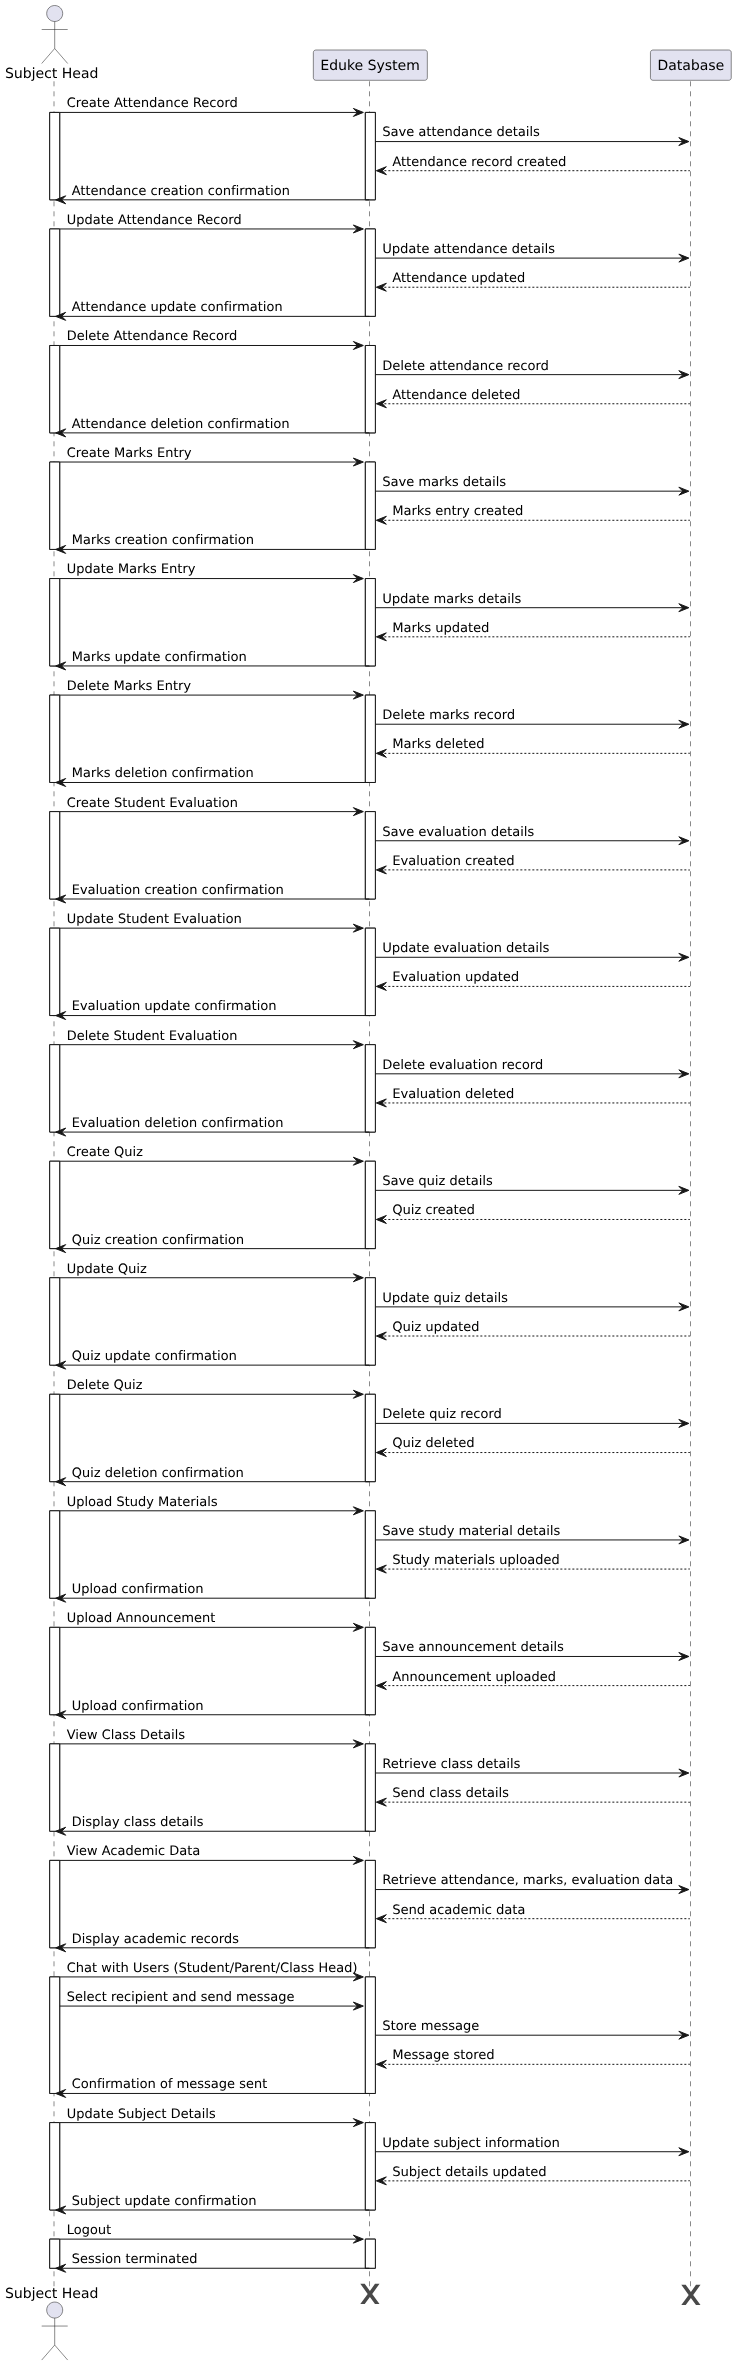 Subject Head
Eduke System
Database
Create Attendance Record
Save attendance details
Attendance record created
Attendance creation confirmation
Update Attendance Record
Update attendance details
Attendance updated
Attendance update confirmation
Delete Attendance Record
Delete attendance record
Attendance deleted
Attendance deletion confirmation
Create Marks Entry
Save marks details
Marks entry created
Marks creation confirmation
Update Marks Entry
Update marks details
Marks updated
Marks update confirmation
Delete Marks Entry
Delete marks record
Marks deleted
Marks deletion confirmation
Create Student Evaluation
Save evaluation details
Evaluation created
Evaluation creation confirmation
Update Student Evaluation
Update evaluation details
Evaluation updated
Evaluation update confirmation
Delete Student Evaluation
Delete evaluation record
Evaluation deleted
Evaluation deletion confirmation
Create Quiz
Save quiz details
Quiz created
Quiz creation confirmation
Update Quiz
Update quiz details
Quiz updated
Quiz update confirmation
Delete Quiz
Delete quiz record
Quiz deleted
Quiz deletion confirmation
Upload Study Materials
Save study material details
Study materials uploaded
Upload confirmation
Upload Announcement
Save announcement details
Announcement uploaded
Upload confirmation
View Class Details
Retrieve class details
Send class details
Display class details
View Academic Data
Retrieve attendance, marks, evaluation data
Send academic data
Display academic records
Chat with Users (Student/Parent/Class Head)
Select recipient and send message
Store message
Message stored
Confirmation of message sent
Update Subject Details
Update subject information
Subject details updated
Subject update confirmation
Logout
Session terminated
Subject Head